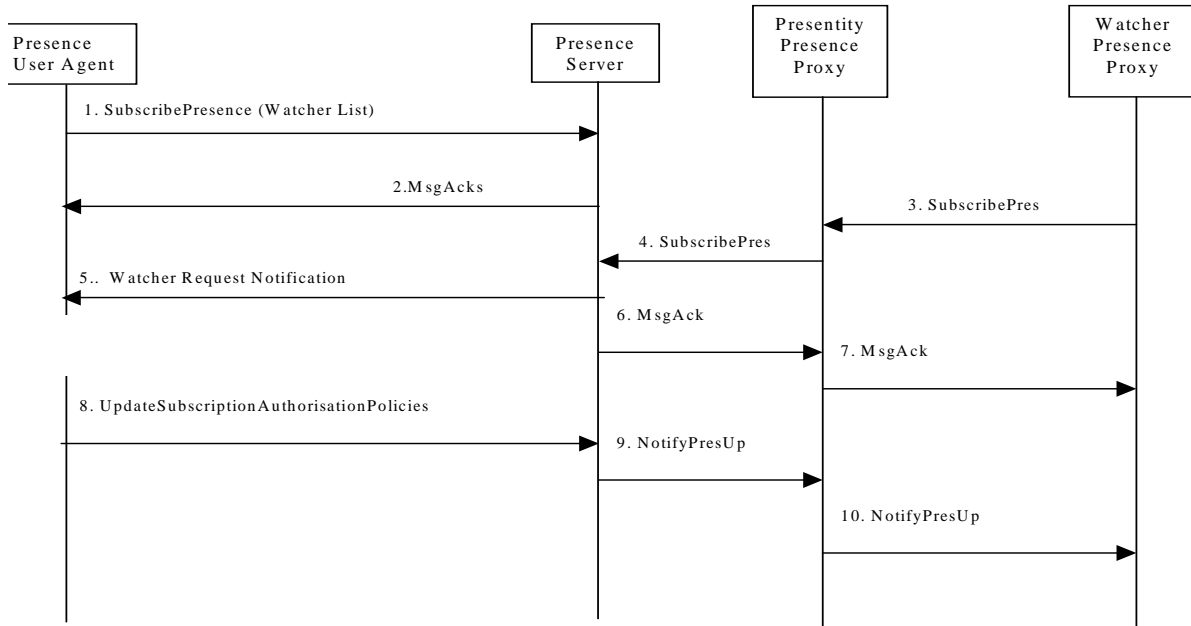 Presence
User Agent
Presence
Server
Presentity
Presence
Proxy
Watcher
Presence
Proxy
1. SubscribePresence (Watcher List)
2.MsgAcks
3. SubscribePres
4. SubscribePres
5.. Watcher Request Notification
6. MsgAck
7. MsgAck
8. UpdateSubscriptionAuthorisationPolicies
9. NotifyPresUp
10. NotifyPresUp